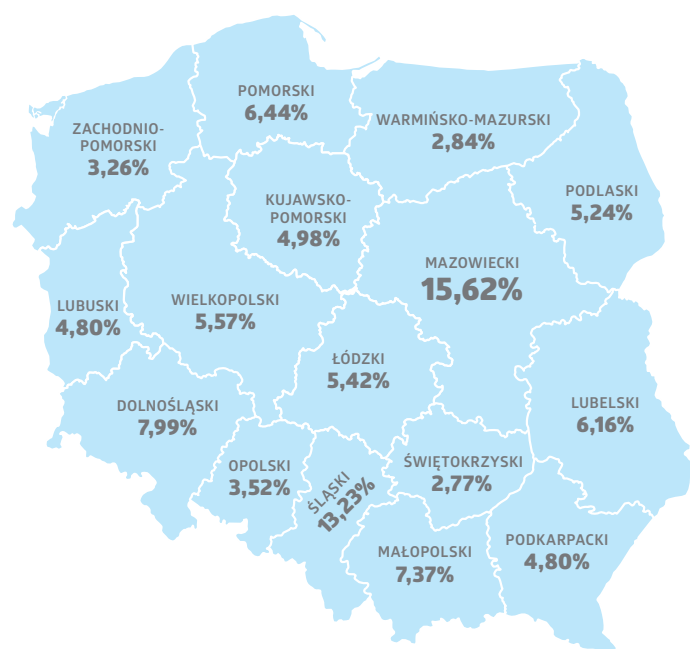 POMORSKI
6,44%
WARMIŃSKO-MAZURSKI
2,84%
ZACHODNIO-
POMORSKI
3,26%
PODLASKI
5,24%
KUJAWSKO-
POMORSKI
4,98%
MAZOWIECKI
15,62%
LUBUSKI
4,80%
WIELKOPOLSKI
5,57%
ŁÓDZKI
5,42%
DOLNOŚLĄSKI
7,99%
LUBELSKI
6,16%
OPOLSKI
3,52%
ŚLĄSKI
13,23%
ŚWIĘTOKRZYSKI
2,77%
MAŁOPOLSKI
7,37%
PODKARPACKI
4,80%